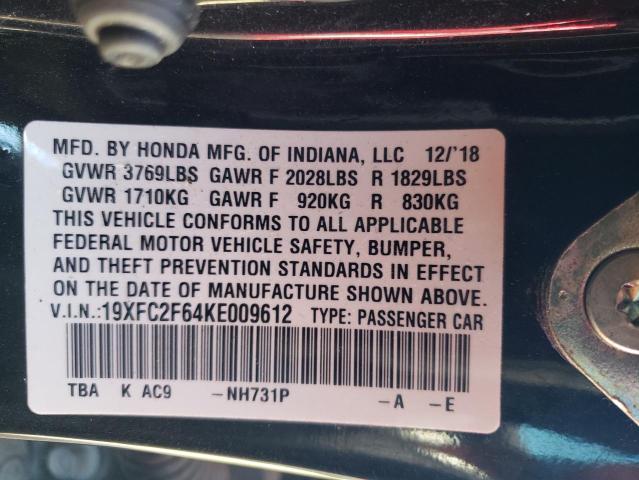 MFD. BY HONDA MFG. OF INDIANA, LLC 12/'18
GVWR 3769LBS GAWR F 2028LBS R 1829LBS
GVWR 1710KG GAWR F 920KG R 830KG
THIS VEHICLE CONFORMS TO ALL APPLICABLE
FEDERAL MOTOR VEHICLE SAFETY, BUMPER,
AND THEFT PREVENTION STANDARDS IN EFFECT
ON THE DATE OF MANUFACTURE SHOWN ABOVE.
V.I.N.:19XFC2F64KE009612 TYPE: PASSENGER CAR
TBA K AC9 -NH731P -A -E